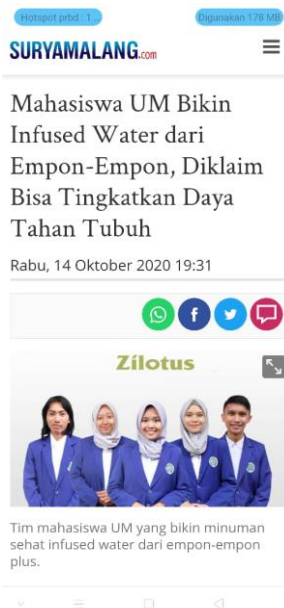 Hotspot prbd : 1 ...
Digunakan 178 MB
SURYAMALANG.com
Mahasiswa UM Bikin
Infused Water dari
Empon-Empon, Diklaim
Bisa Tingkatkan Daya
Tahan Tubuh
Rabu, 14 Oktober 2020 19:31
Zilotus
Tim mahasiswa UM yang bikin minuman
sehat infused water dari empon-empon
plus.